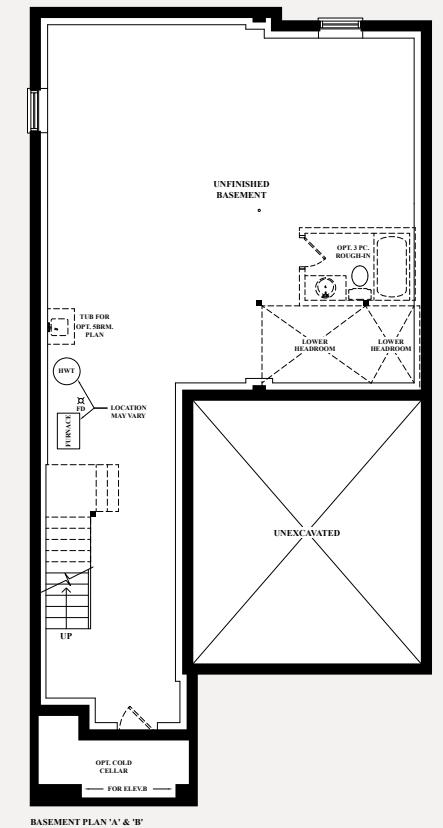 UNFINISHED
BASEMENT
OPT. 3 PC.
ROUGH-IN
TUB FOR
OPT. 5BRM.
PLAN
LOWER
HEADROOM
LOWER
HEADROOM
HWT
FD
LOCATION
MAY VARY
FURNACE
UNEXCAVATED
UP
OPT. COLD
CELLAR
FOR ELEV.B
BASEMENT PLAN 'A' & 'B'